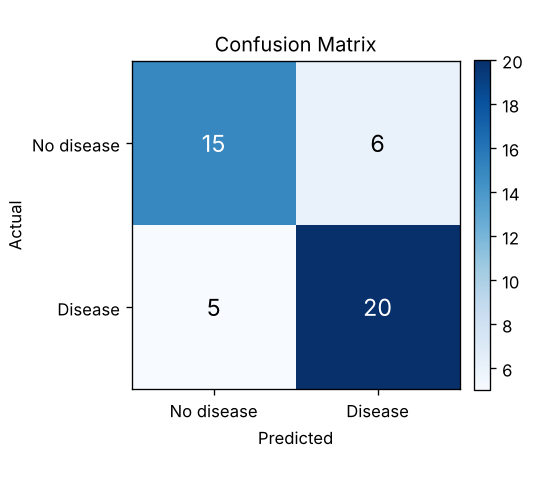 Confusion Matrix
Actual
No disease
15
6
Disease
5
20
No disease
Disease
Predicted
20
18
16
14
12
10
8
6